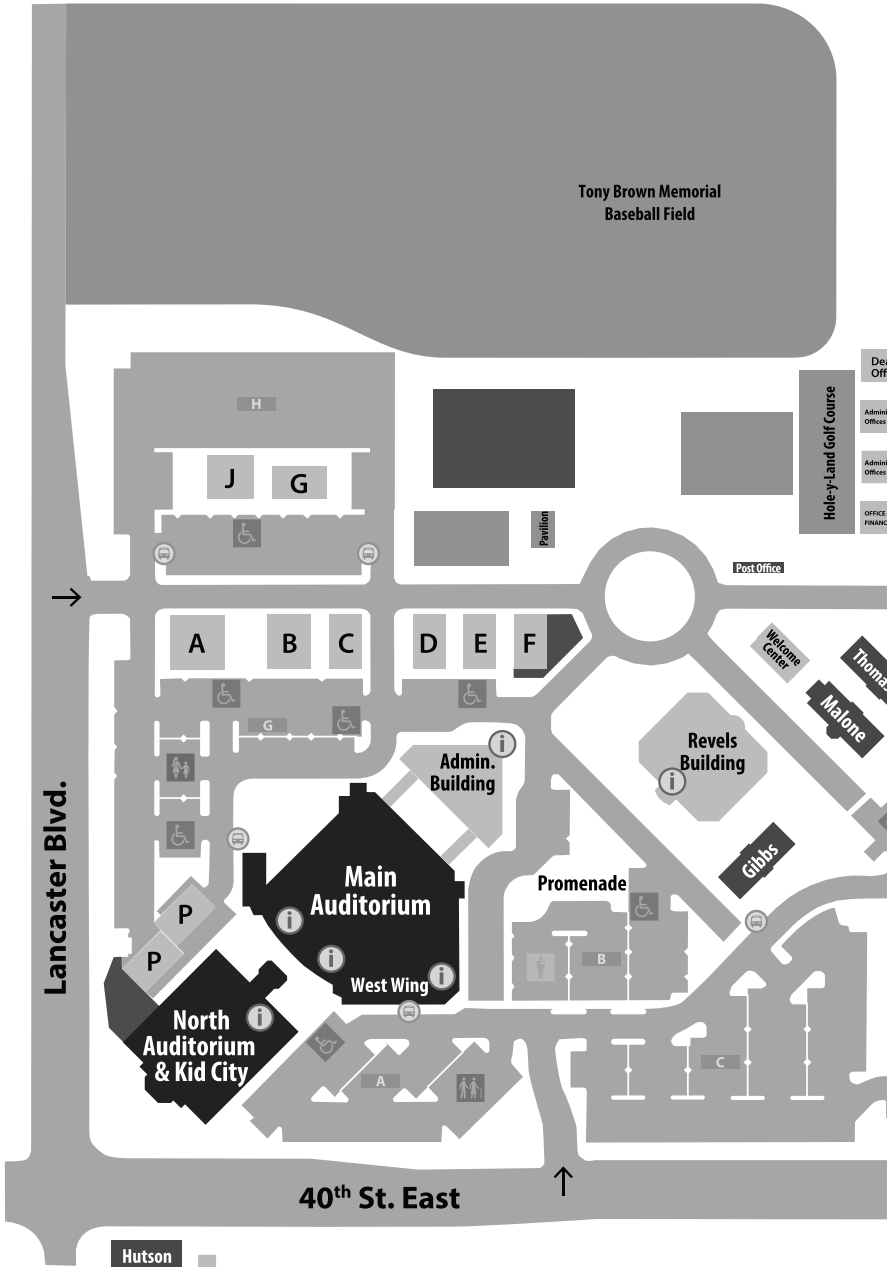 Tony Brown Memorial
Baseball Field
Hole-y-Land Golf Course
H
J
G
Pavilion
Post Office
OFFICE
A
B
C
D
E
F
Welcome
Center
Malone
G
Revels
Building
Admin.
Building
Lancaster Blvd.
Main
Auditorium
Gibbs
Promenade
P
P
B
West Wing
North
Auditorium
& Kid City
A
C
40th St. East
Hutson
i
i
i
i
i
i